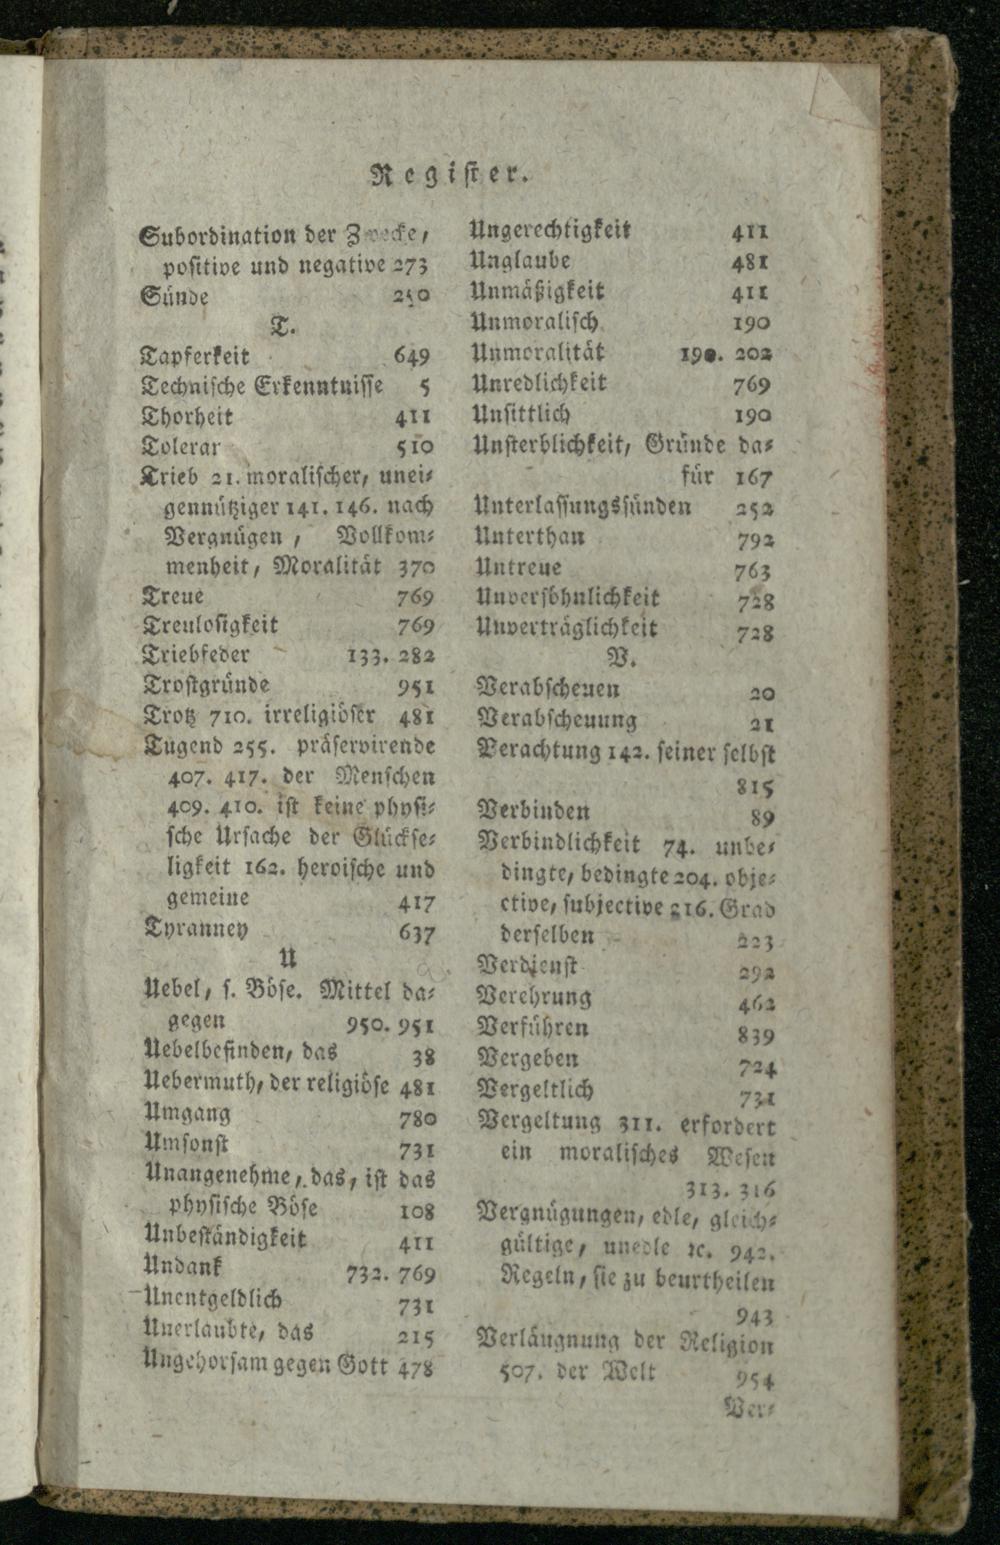 Register.
Subordination der Zwecke,
positive und negative 273
Sünde 250
T.
Tapferkeit 649
Technische Erkenntnisse 5
Thorheit 411
Tolerar 510
Trieb 21. moralischer, unei-
gennütziger 141. 146. nach
Vergnügen, Vollkom-
menheit, Moralität 370
Treue 769
Treulosigkeit 769
Triebfeder 133. 282
Trostgründe 951
Trotz 710. irreligiöser 481
Tugend 255. präservirende
407. 417. der Menschen
409. 410. ist keine physi-
sche Ursache der Glückse-
ligkeit 162. heroische und
gemeine 417
Tyranney 637
U
Uebel, s. Böse. Mittel da-
gegen 950. 951
Uebelbefinden, das 38
Uebermuth, der religiöse 481
Umgang 780
Umsonst 731
Unangenehme, das, ist das
physische Böse 108
Unbeständigkeit 411
Undank 732. 769
Unentgeldlich 731
Unerlaubte, das 215
Ungehorsam gegen Gott 478
Ungerechtigkeit 411
Unglaube 481
Unmäßigkeit 411
Unmoralisch 190
Unmoralität 190. 202
Unredlichkeit 769
Unsittlich 190
Unsterblichkeit, Gründe da-
für 167
Unterlassungssünden 252
Unterthan 792
Untreue 763
Unversöhnlichkeit 728
Unverträglichkeit 728
V.
Verabscheuen 20
Verabscheuung 21
Verachtung 142. seiner selbst
815
Verbinden 89
Verbindlichkeit 74. unbe-
dingte, bedingte 204. obje-
ctive, subjective 216. Grad
derselben 223
Verdienst 292
Verehrung 462
Verführen 839
Vergeben 724
Vergeltlich 731
Vergeltung 311. erfordert
ein moralisches Wesen
313. 316
Vergnügungen, edle, gleich-
gültige, unedle ꝛc. 942.
Regeln, sie zu beurtheilen
943
Verläugnung der Religion
507. der Welt 954
Ver-